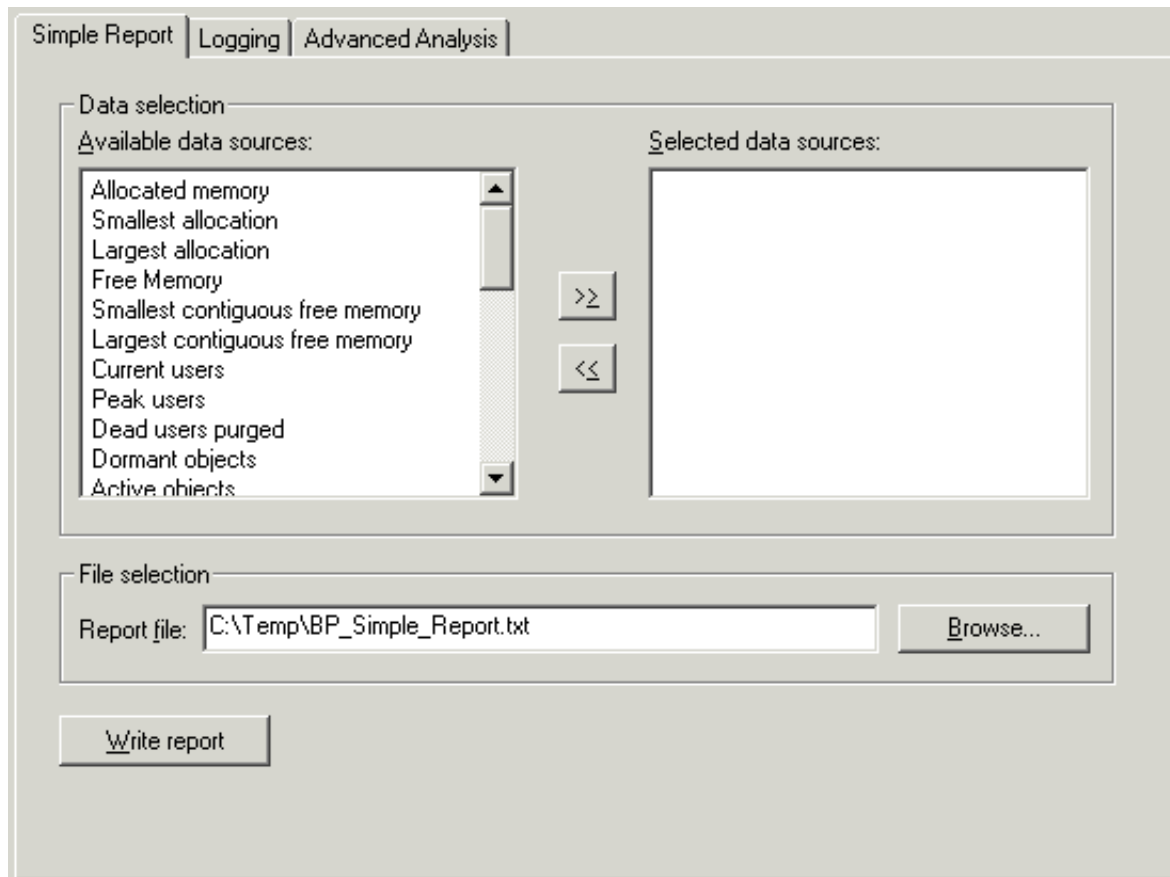 Simple Report Logging Advanced Analysis
Data selection
Available data sources: Selected data sources:
Allocated memory
Smallest allocation
Largest allocation
Free Memory
Smallest contiguous free memory
Largest contiguous free memory
Current users
Peak users
Dead users purged
Dormant objects
Active objects
>>
<<
File selection
Report file: C:\Temp\BP_Simple_Report.txt Browse...
Write report